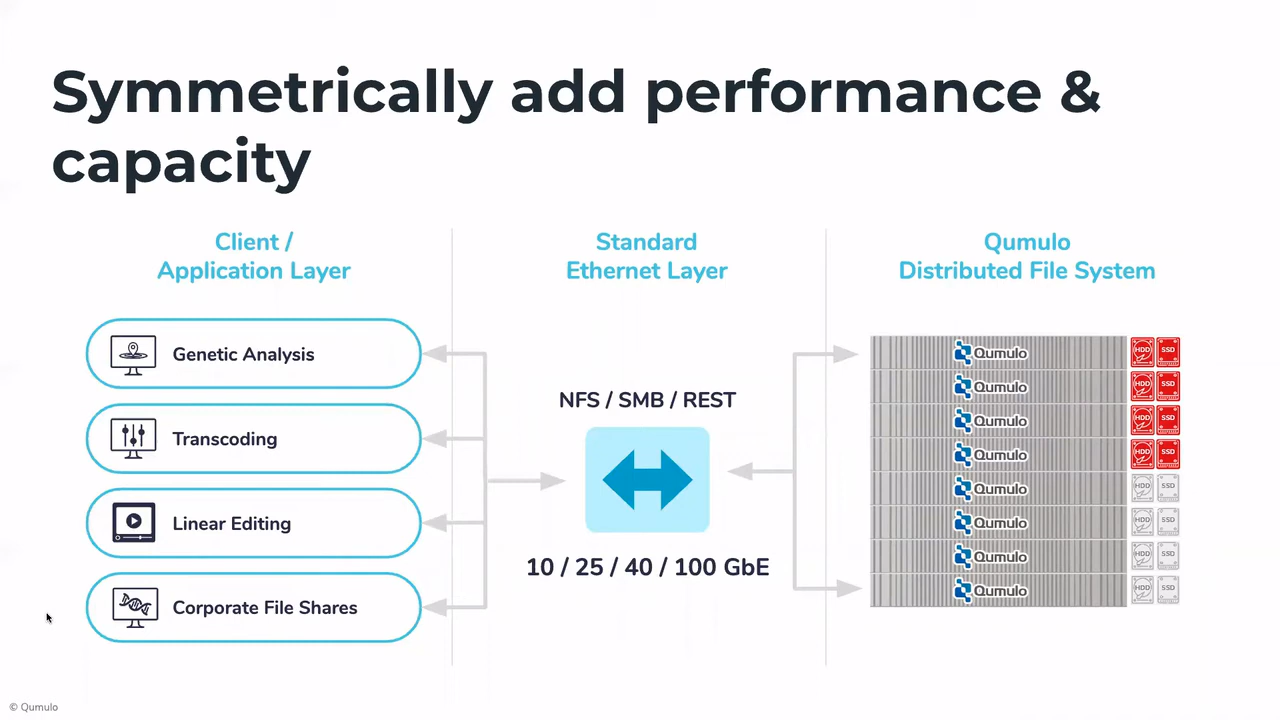 Symmetrically add performance &
capacity
Client /
Application Layer
Standard
Ethernet Layer
Qumulo
Distributed File System
Genetic Analysis
Transcoding
Linear Editing
Corporate File Shares
NFS / SMB / REST
10 / 25 / 40 / 100 GbE
Qumulo HDD SSD
Qumulo HDD SSD
Qumulo HDD SSD
Qumulo HDD SSD
Qumulo HDD SSD
Qumulo HDD SSD
Qumulo HDD SSD
Qumulo HDD SSD
© Qumulo